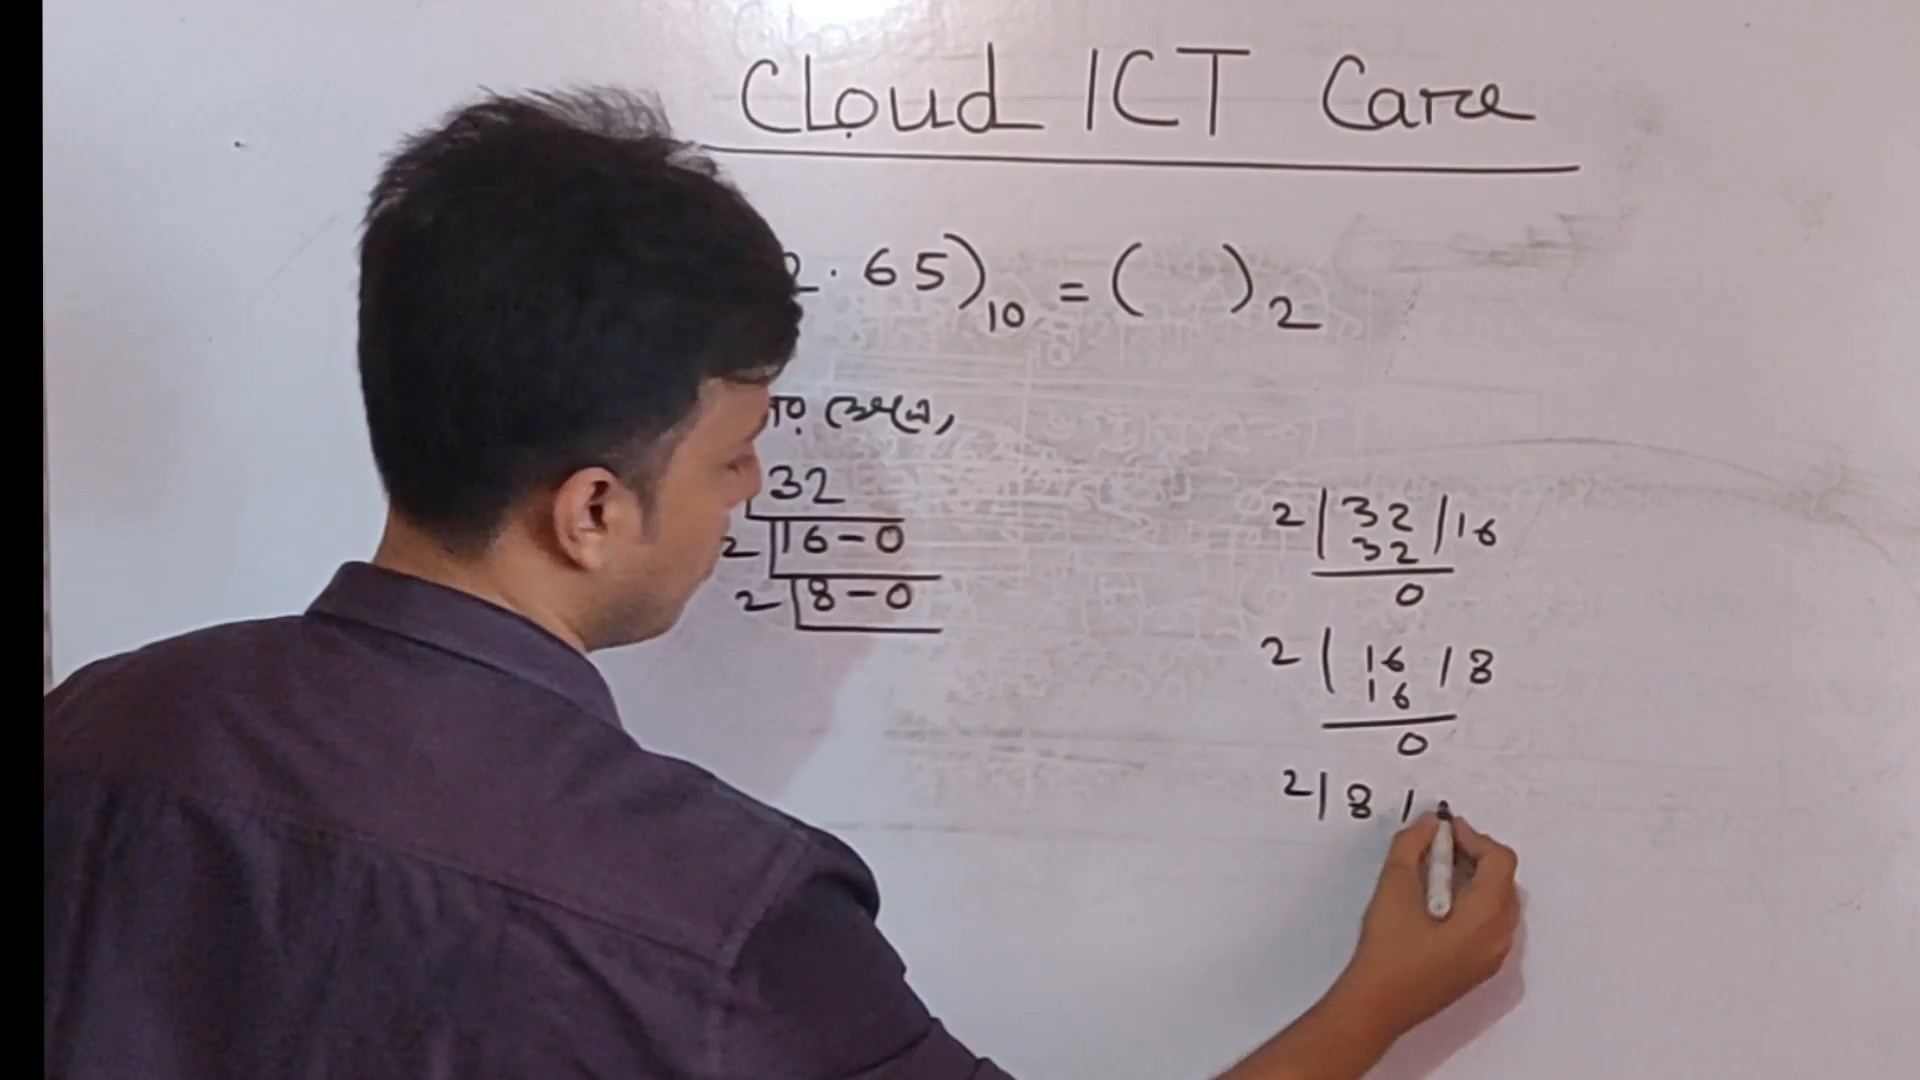 Cloud ICT Care
2 . 65)10 = ( )2
32
2 16 - 0
2 8 - 0
2 | 32 / 16
32
0
2 | 16 / 8
16
0
2 | 8 /